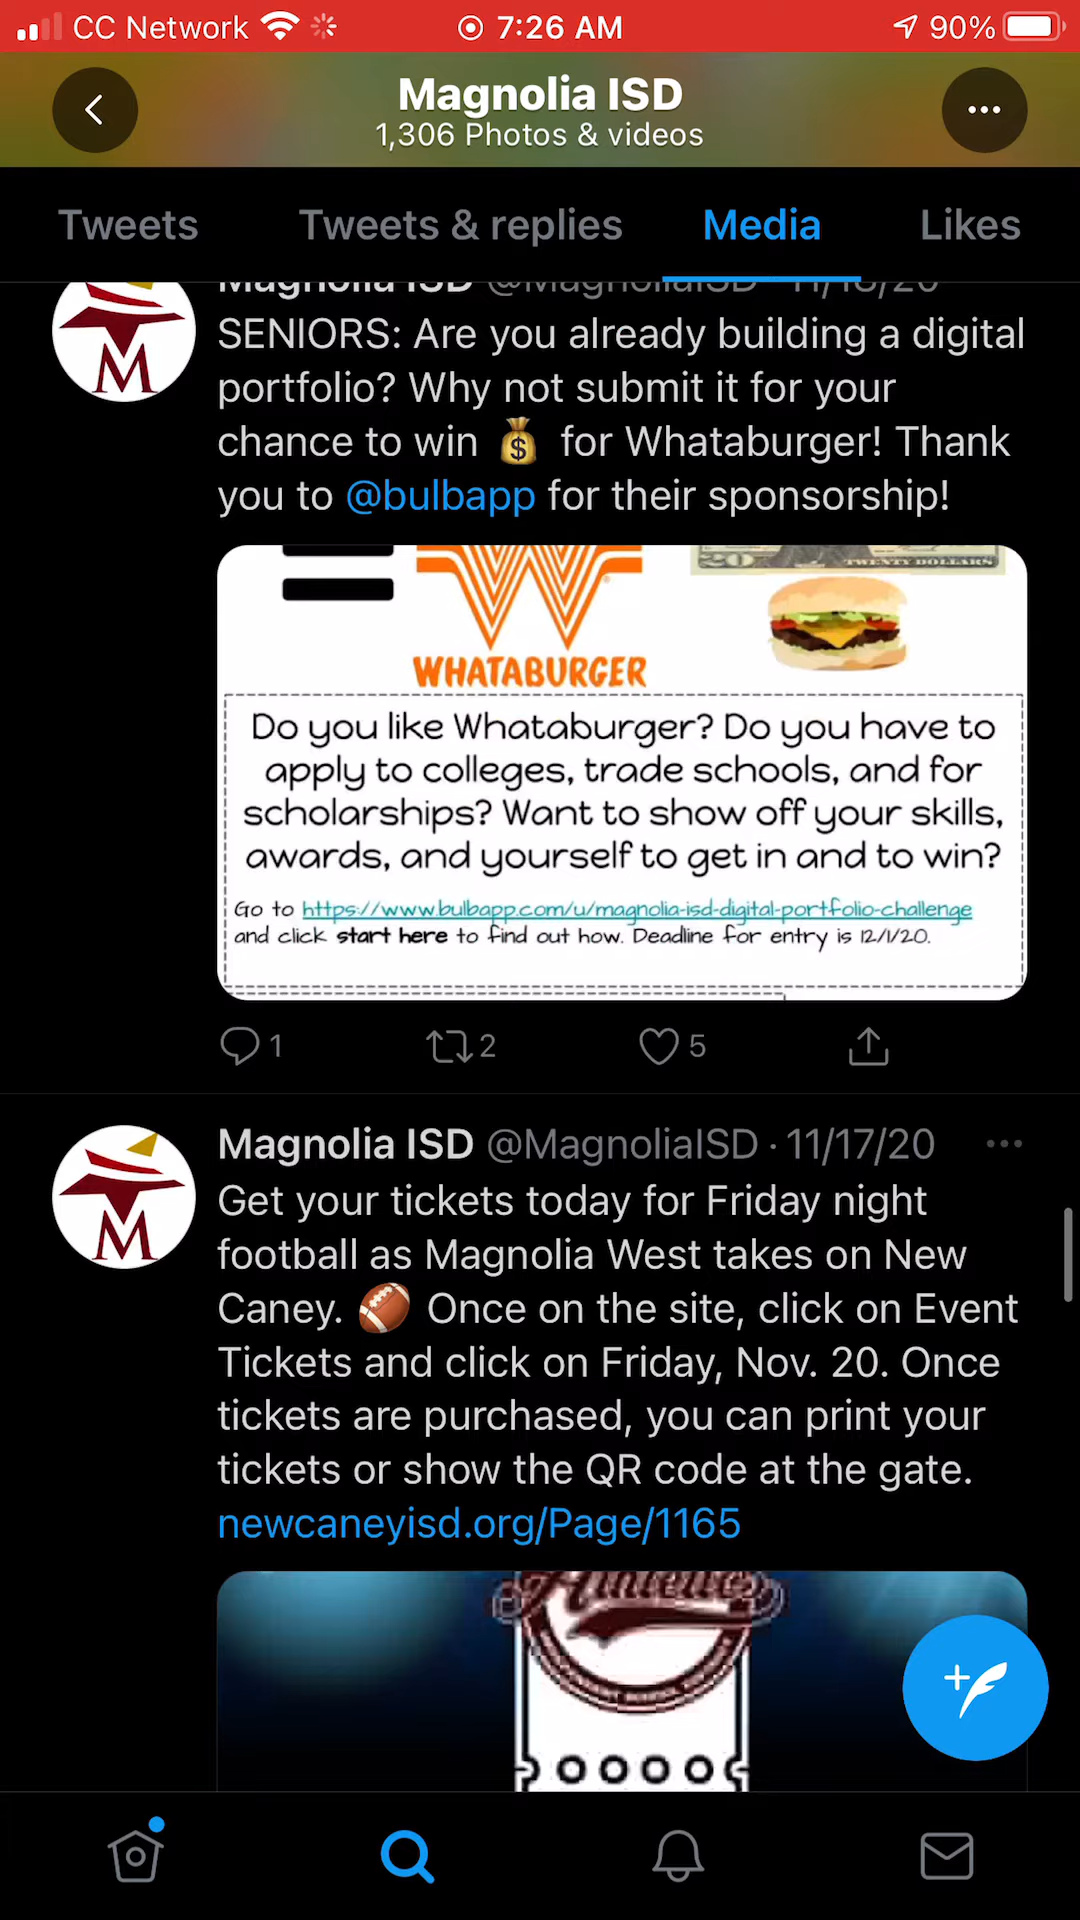 CC Network 7:26 AM 90%
Magnolia ISD
1,306 Photos & videos
Tweets Tweets & replies Media Likes
Magnolia ISD @MagnoliaISD
SENIORS: Are you already building a digital
portfolio? Why not submit it for your
chance to win 💰 for Whataburger! Thank
you to @bulbapp for their sponsorship!
20 TWENTY DOLLARS
WHATABURGER
Do you like Whataburger? Do you have to
apply to colleges, trade schools, and for
scholarships? Want to show off your skills,
awards, and yourself to get in and to win?
Go to https://www.bulbapp.com/u/magnolia-isd-digital-portfolio-challenge
and click start here to find out how. Deadline for entry is 12/1/20.
1 2 5
M
Magnolia ISD @MagnoliaISD · 11/17/20
Get your tickets today for Friday night
football as Magnolia West takes on New
Caney. 🏈 Once on the site, click on Event
Tickets and click on Friday, Nov. 20. Once
tickets are purchased, you can print your
tickets or show the QR code at the gate.
newcaneyisd.org/Page/1165
Athletics